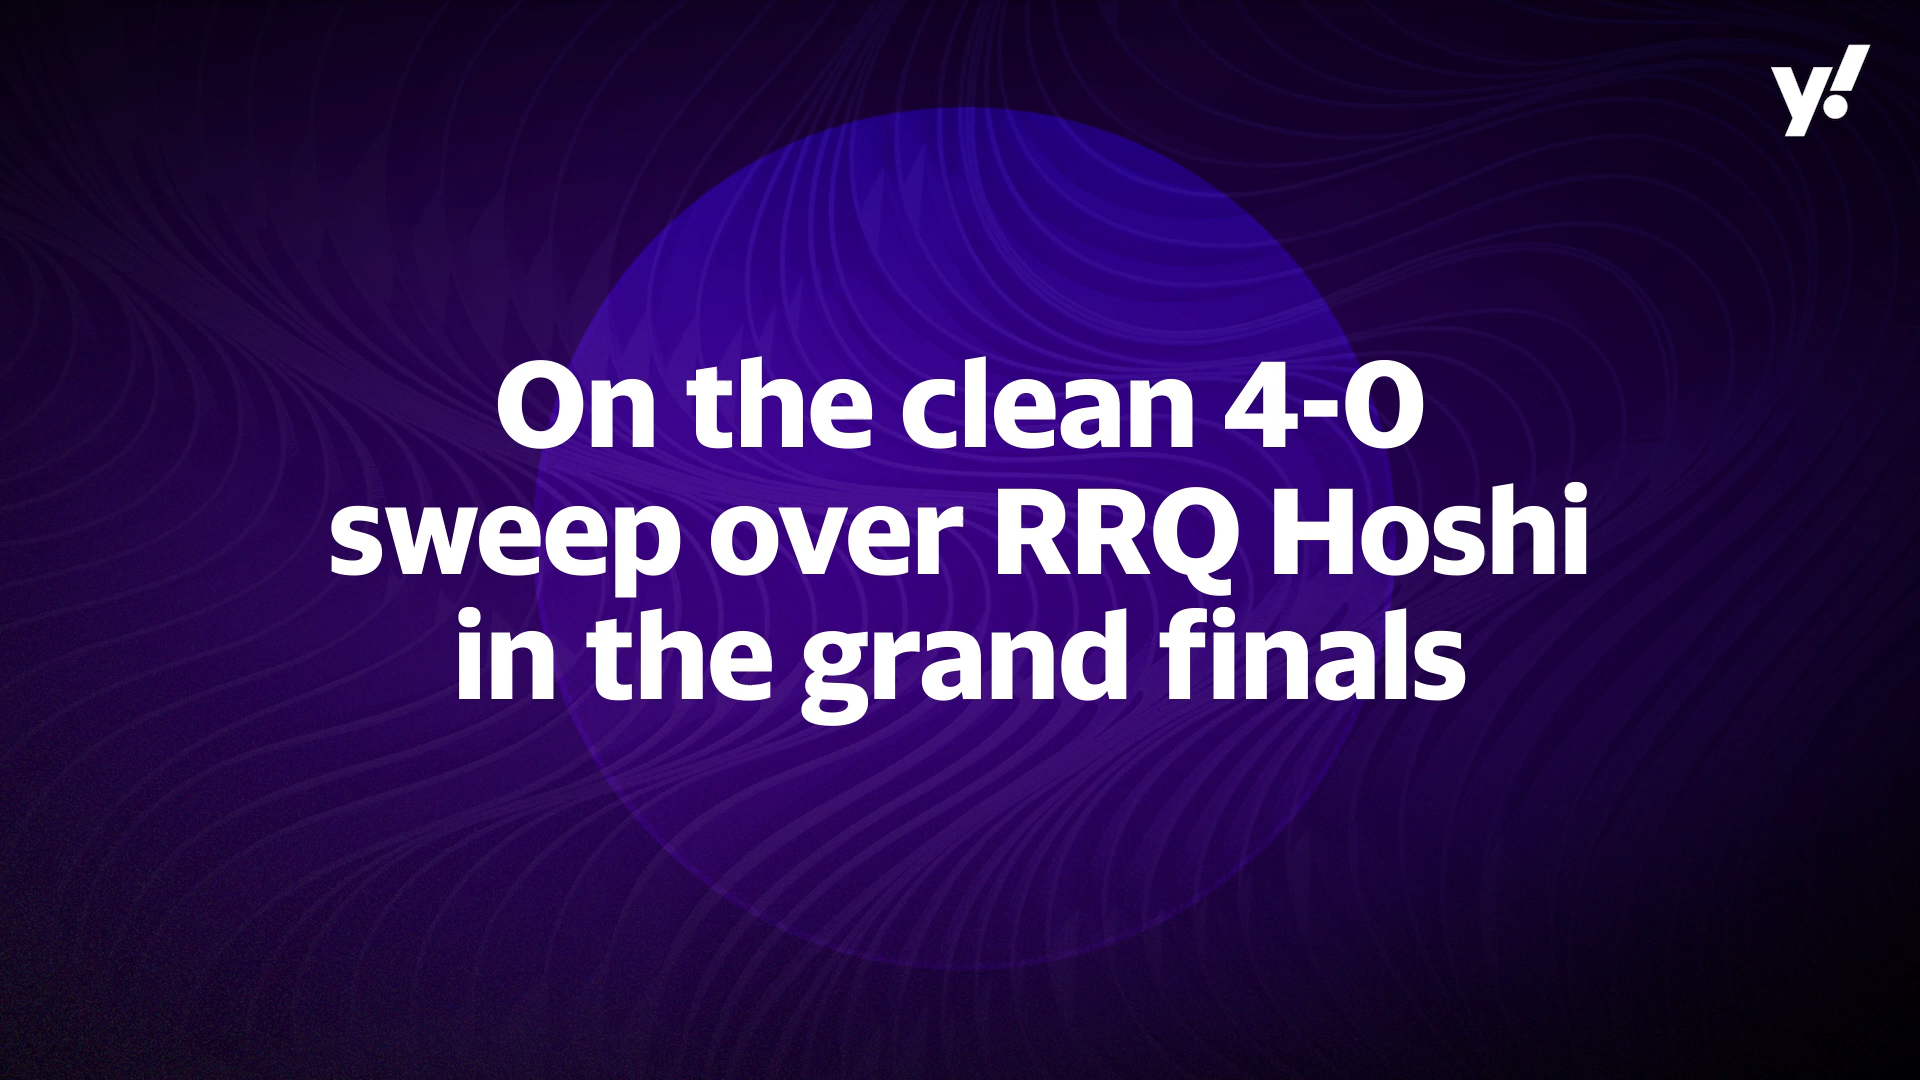 y!
On the clean 4-0
sweep over RRQ Hoshi
in the grand finals